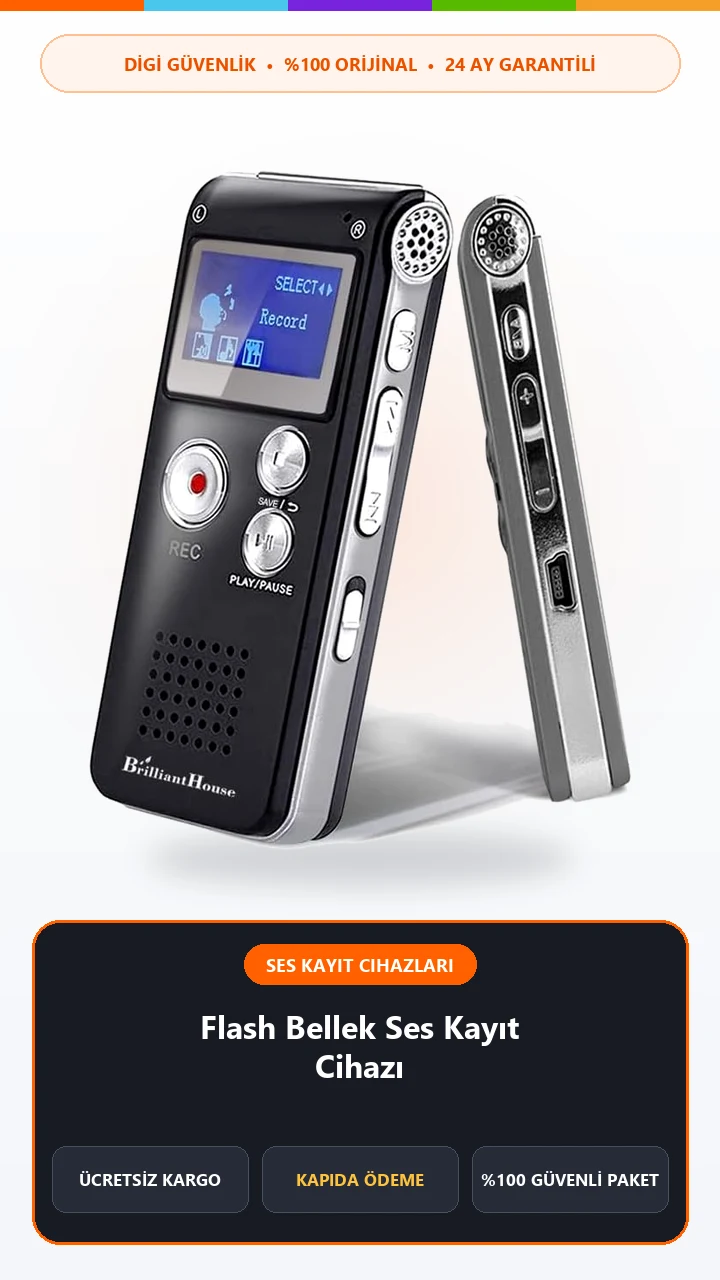 DİGİ GÜVENLİK • %100 ORİJİNAL • 24 AY GARANTİLİ
L
R
SELECT
Record
M
A
B
SAVE/
REC
PLAY/PAUSE
BrilliantHouse
SES KAYIT CIHAZLARI
Flash Bellek Ses Kayıt
Cihazı
ÜCRETSİZ KARGO
KAPIDA ÖDEME
%100 GÜVENLİ PAKET